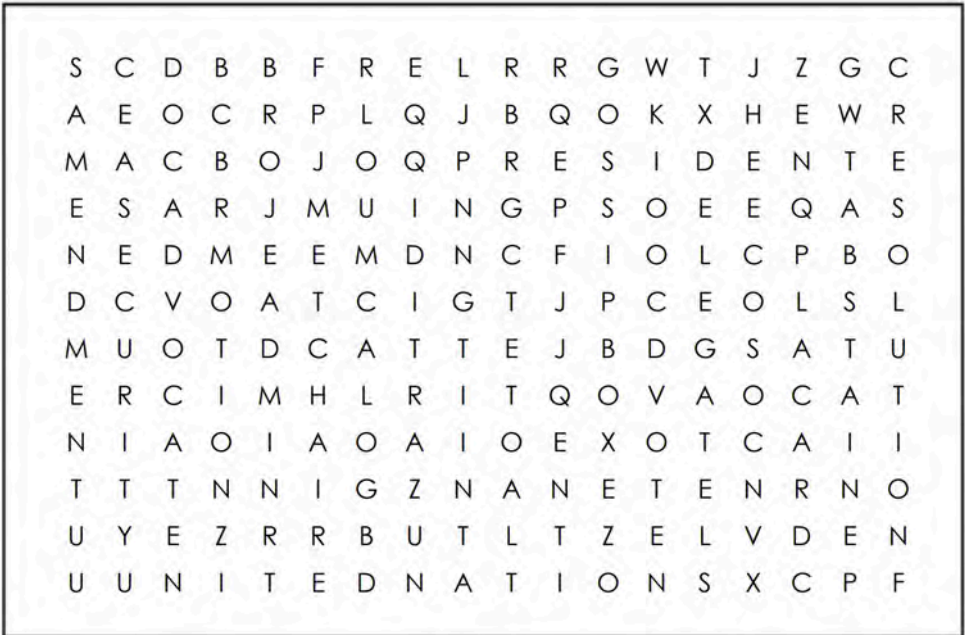 S C D B B F R E L R R G W T J Z G C
A E O C R P L Q J B Q O K X H E W R
M A C B O J O Q P R E S I D E N T E
E S A R J M U I N G P S O E E Q A S
N E D M E E M D N C F I O L C P B O
D C V O A T C I G T J P C E O L S L
M U O T D C A T T E J B D G S A T U
E R C I M H L R I T Q O V A O C A T
N I A O I A O A I O E X O T C A I I
T T T N N I G Z N A N E T E N R N O
U Y E Z R R B U T L T Z E L V D E N
U U N I T E D N A T I O N S X C P F